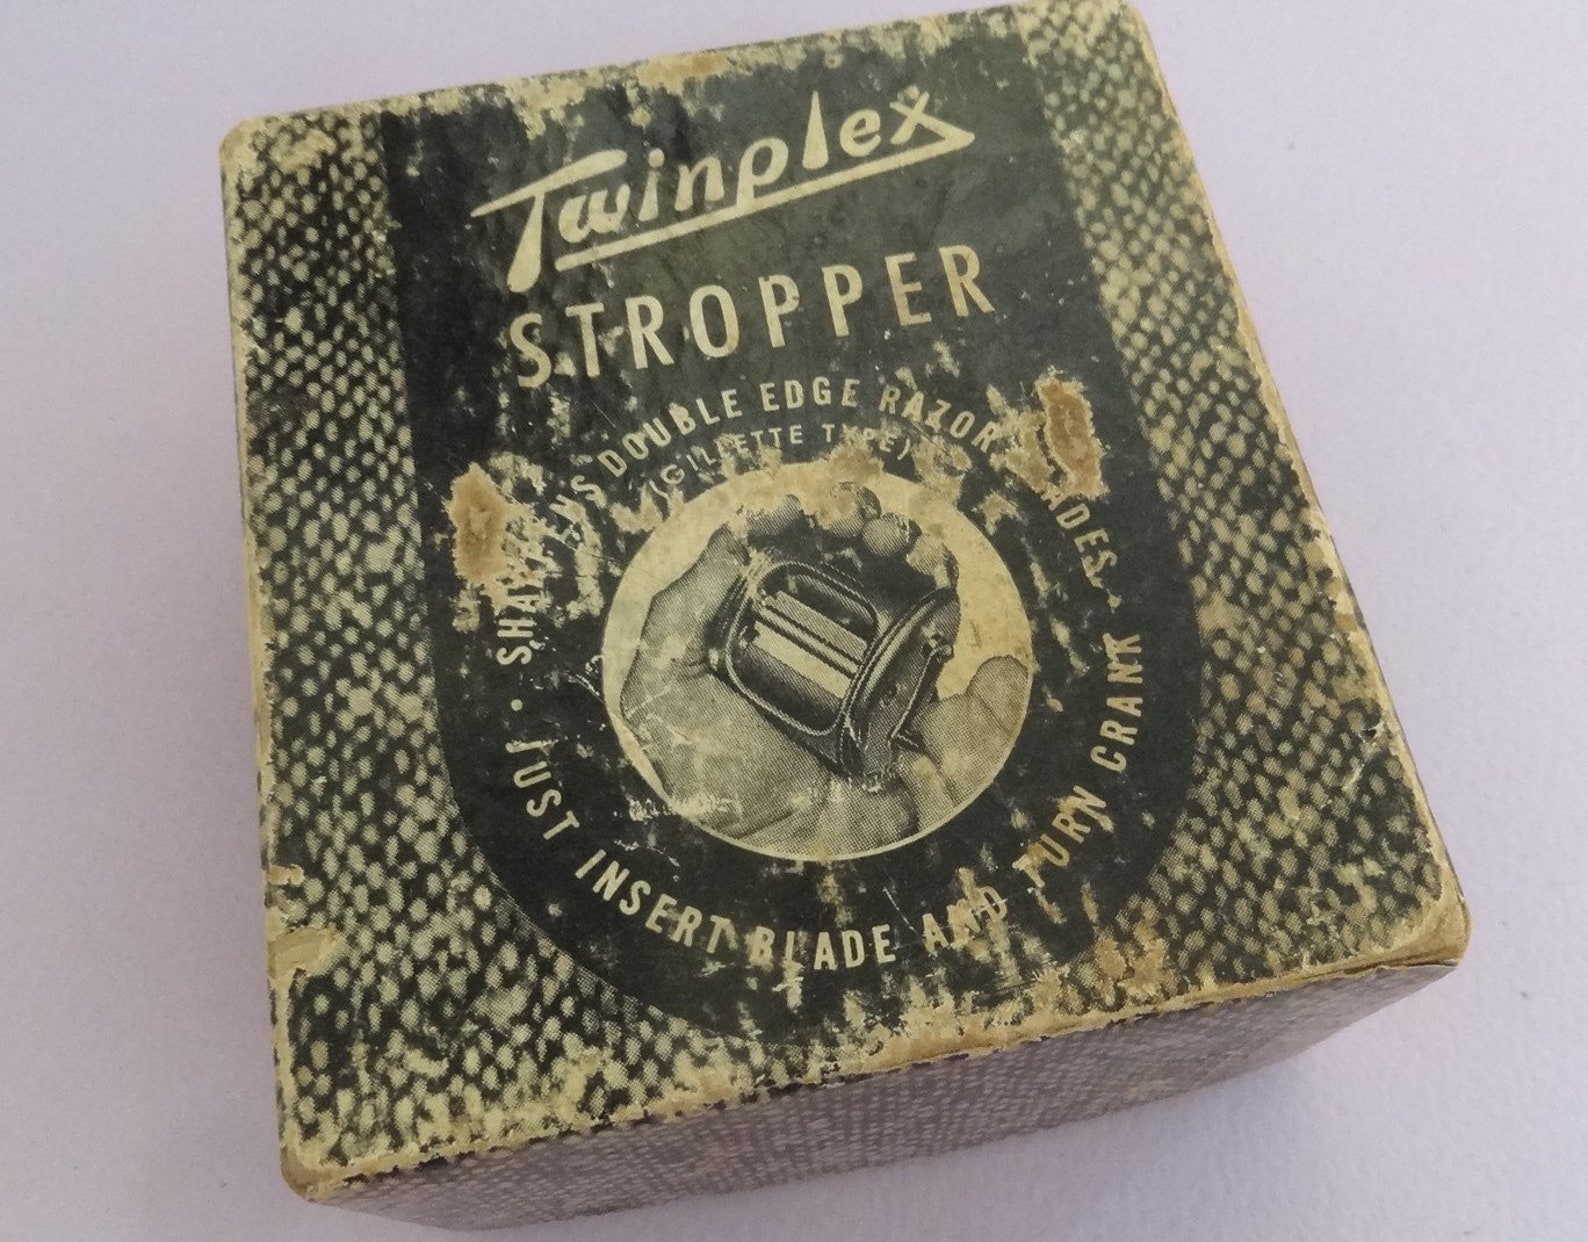 Twinplex
STROPPER
SHARPENS DOUBLE EDGE RAZOR BLADES
(GILLETTE TYPE)
· JUST INSERT BLADE AND TURN CRANK